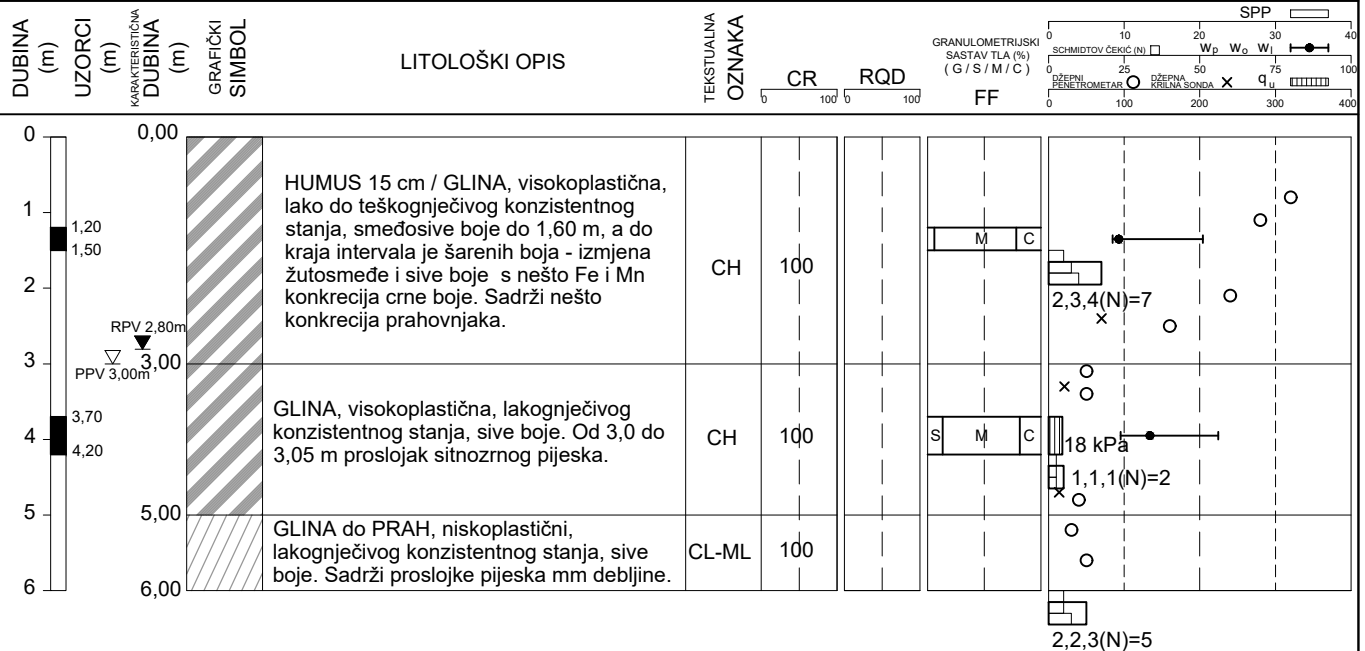 DUBINA
(m)
UZORCI
(m)
KARAKTERISTIČNA
DUBINA
(m)
GRAFIČKI
SIMBOL
LITOLOŠKI OPIS
TEKSTUALNA
OZNAKA
CR
0 100
RQD
0 100
GRANULOMETRIJSKI
SASTAV TLA (%)
( G / S / M / C )
FF
SPP
0 10 20 30 40
SCHMIDTOV ČEKIĆ (N) Wp Wo Wl
0 25 50 75 100
DŽEPNI
PENETROMETAR
DŽEPNA
KRILNA SONDA
qu
0 100 200 300 400
0
1
2
3
4
5
6
1,20
1,50
3,70
4,20
RPV 2,80m
PPV 3,00m
0,00
3,00
5,00
6,00
HUMUS 15 cm / GLINA, visokoplastična,
lako do teškognječivog konzistentnog
stanja, smeđosive boje do 1,60 m, a do
kraja intervala je šarenih boja - izmjena
žutosmeđe i sive boje s nešto Fe i Mn
konkrecija crne boje. Sadrži nešto
konkrecija prahovnjaka.
CH
100
M C
2,3,4(N)=7
GLINA, visokoplastična, lakognječivog
konzistentnog stanja, sive boje. Od 3,0 do
3,05 m proslojak sitnozrnog pijeska.
CH
100
S M C
18 kPa
1,1,1(N)=2
GLINA do PRAH, niskoplastični,
lakognječivog konzistentnog stanja, sive
boje. Sadrži proslojke pijeska mm debljine.
CL-ML
100
2,2,3(N)=5